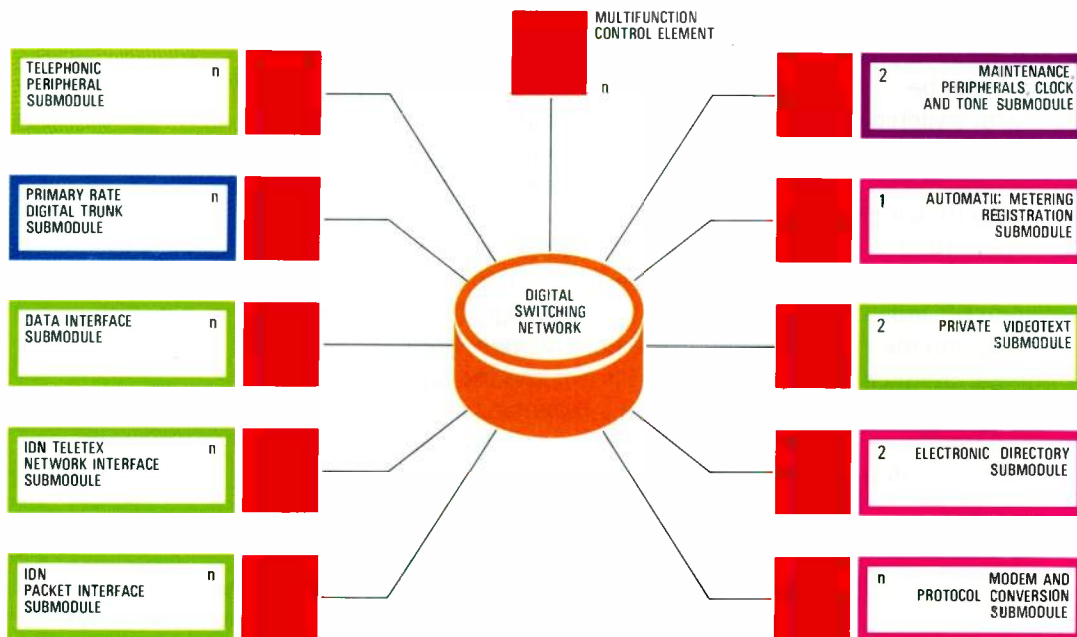 MULTIFUNCTION
CONTROL ELEMENT
n
TELEPHONIC n
PERIPHERAL
SUBMODULE
PRIMARY RATE n
DIGITAL TRUNK
SUBMODULE
DATA INTERFACE n
SUBMODULE
IDN TELETEX n
NETWORK INTERFACE
SUBMODULE
IDN n
PACKET INTERFACE
SUBMODULE
DIGITAL
SWITCHING
NETWORK
2 MAINTENANCE,
PERIPHERALS, CLOCK
AND TONE SUBMODULE
1 AUTOMATIC METERING
REGISTRATION
SUBMODULE
2 PRIVATE VIDEOTEXT
SUBMODULE
2 ELECTRONIC DIRECTORY
SUBMODULE
n MODEM AND
PROTOCOL CONVERSION
SUBMODULE